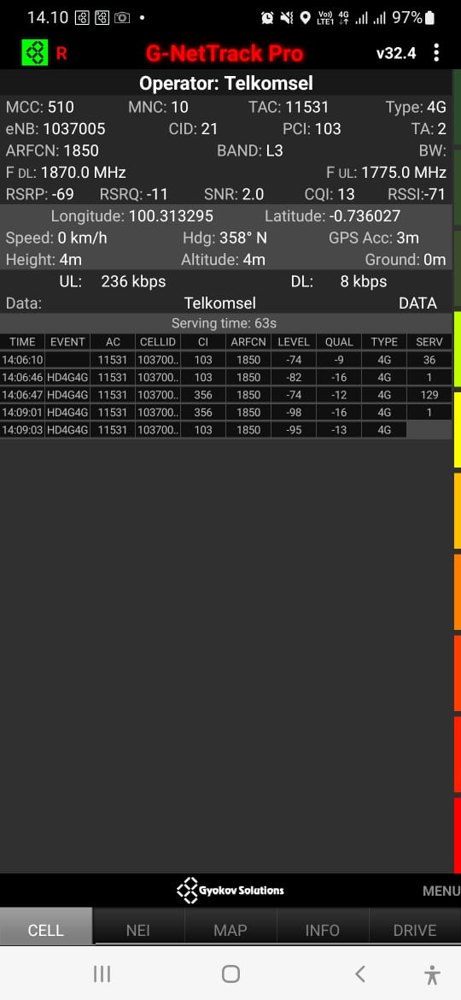 14.10 Vo)) LTE1 4G 97%
R G-NetTrack Pro v32.4
Operator: Telkomsel
MCC: 510 MNC: 10 TAC: 11531 Type: 4G
eNB: 1037005 CID: 21 PCI: 103 TA: 2
ARFCN: 1850 BAND: L3 BW:
F DL: 1870.0 MHz F UL: 1775.0 MHz
RSRP: -69 RSRQ: -11 SNR: 2.0 CQI: 13 RSSI:-71
Longitude: 100.313295 Latitude: -0.736027
Speed: 0 km/h Hdg: 358° N GPS Acc: 3m
Height: 4m Altitude: 4m Ground: 0m
UL: 236 kbps DL: 8 kbps
Data: Telkomsel DATA
Serving time: 63s
TIME EVENT AC CELLID CI ARFCN LEVEL QUAL TYPE SERV
14:06:10 11531 103700.. 103 1850 -74 -9 4G 36
14:06:46 HD4G4G 11531 103700.. 103 1850 -82 -16 4G 1
14:06:47 HD4G4G 11531 103700.. 356 1850 -74 -12 4G 129
14:09:01 HD4G4G 11531 103700.. 356 1850 -98 -16 4G 1
14:09:03 HD4G4G 11531 103700.. 103 1850 -95 -13 4G
Gyokov Solutions MENU
CELL NEI MAP INFO DRIVE